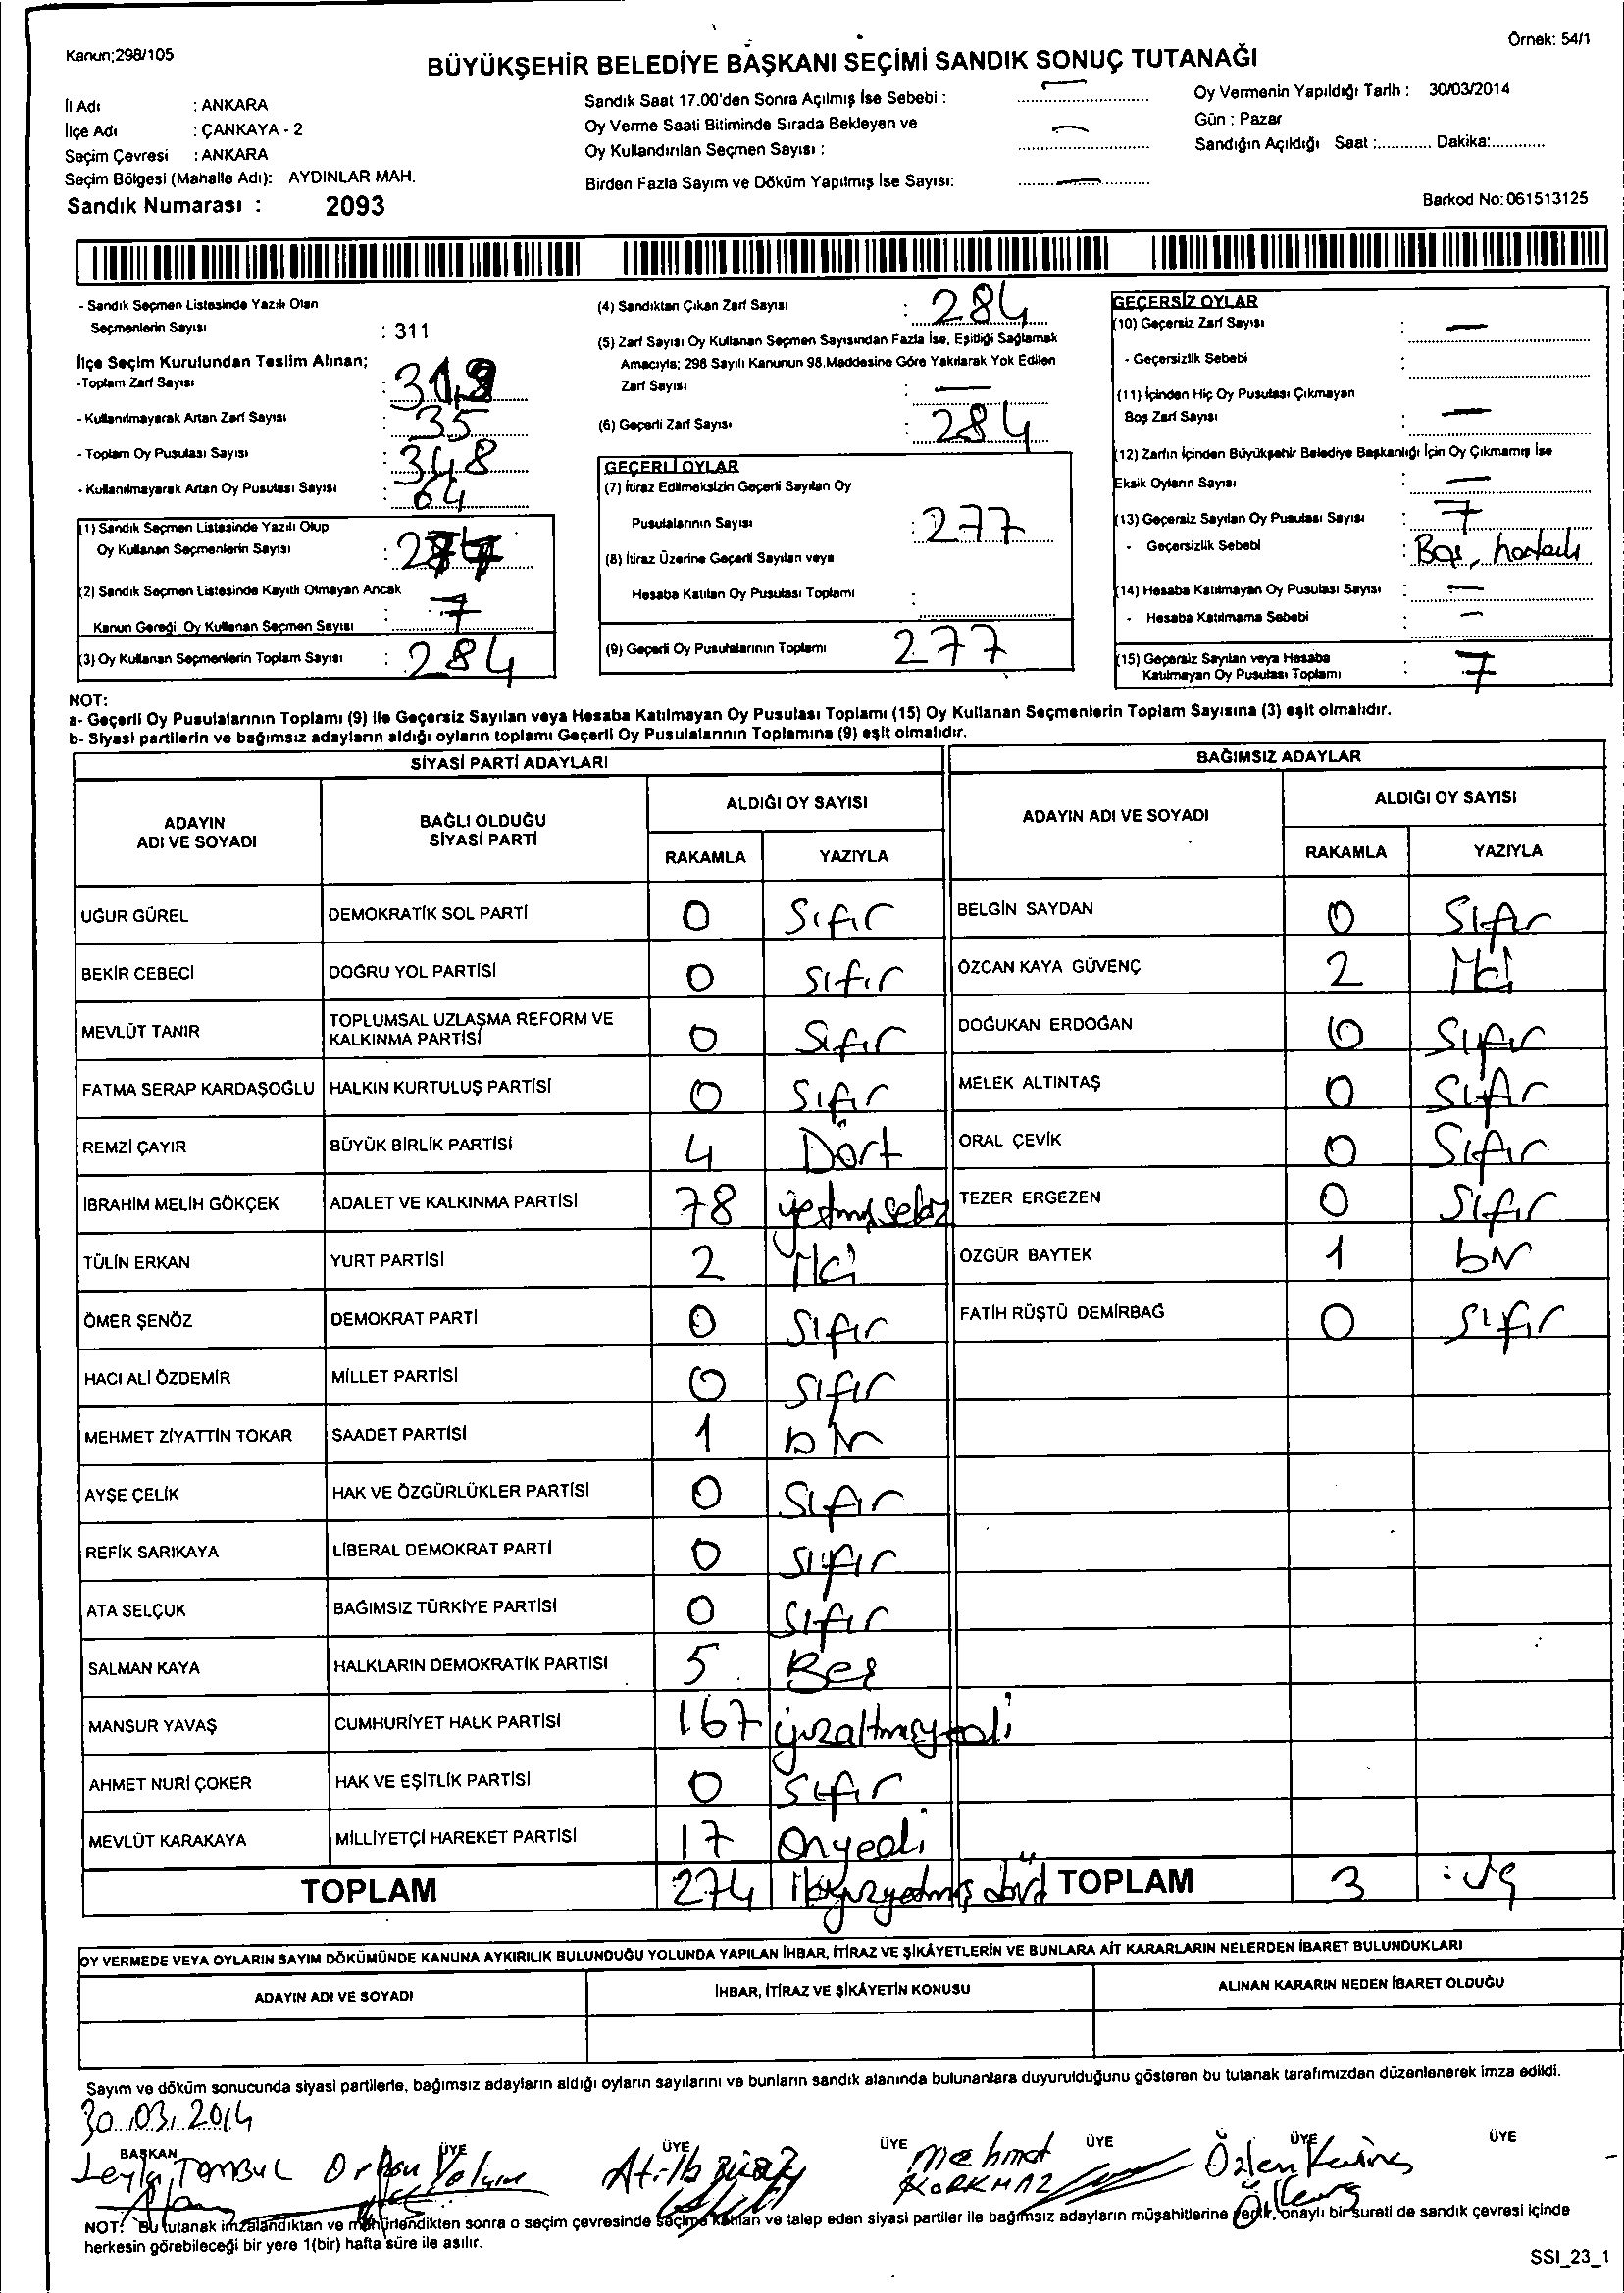 Kanun;298/105
Örnek: 54/1
BÜYÜKŞEHİR BELEDİYE BAŞKANI SEÇİMİ SANDIK SONUÇ TUTANAĞI
İl Adı : ANKARA
İlçe Adı : ÇANKAYA - 2
Seçim Çevresi : ANKARA
Seçim Bölgesi (Mahalle Adı): AYDINLAR MAH.
Sandık Numarası : 2093
Sandık Saat 17.00'den Sonra Açılmış İse Sebebi : —
Oy Verme Saati Bitiminde Sırada Bekleyen ve
Oy Kullandırılan Seçmen Sayısı : —
Birden Fazla Sayım ve Döküm Yapılmış İse Sayısı: —
Oy Vermenin Yapıldığı Tarih : 30/03/2014
Gün : Pazar
Sandığın Açıldığı Saat :............ Dakika:............
Barkod No:061513125
- Sandık Seçmen Listesinde Yazılı Olan
Seçmenlerin Sayısı : 311
İlçe Seçim Kurulundan Teslim Alınan;
-Toplam Zarf Sayısı :
- Kullanılmayarak Artan Zarf Sayısı : 35
- Toplam Oy Pusulası Sayısı : 348
- Kullanılmayarak Artan Oy Pusulası Sayısı : 64
(1) Sandık Seçmen Listesinde Yazılı Olup
Oy Kullanan Seçmenlerin Sayısı :
(2) Sandık Seçmen Listesinde Kayıtlı Olmayan Ancak
Kanun Gereği Oy Kullanan Seçmen Sayısı : 7
(3) Oy Kullanan Seçmenlerin Toplam Sayısı : 284
(4) Sandıktan Çıkan Zarf Sayısı : 284
(5) Zarf Sayısı Oy Kullanan Seçmen Sayısından Fazla İse, Eşitliği Sağlamak
Amacıyla; 298 Sayılı Kanunun 98.Maddesine Göre Yakılarak Yok Edilen
Zarf Sayısı : —
(6) Geçerli Zarf Sayısı : 284
GEÇERLİ OYLAR
(7) İtiraz Edilmeksizin Geçerli Sayılan Oy
Pusulalarının Sayısı : 277
(8) İtiraz Üzerine Geçerli Sayılan veya
Hesaba Katılan Oy Pusulası Toplamı :
(9) Geçerli Oy Pusulalarının Toplamı 277
GEÇERSİZ OYLAR
(10) Geçersiz Zarf Sayısı : —
- Geçersizlik Sebebi :
(11) İçinden Hiç Oy Pusulası Çıkmayan
Boş Zarf Sayısı : —
(12) Zarfın İçinden Büyükşehir Belediye Başkanlığı İçin Oy Çıkmamış İse
Eksik Oyların Sayısı : —
(13) Geçersiz Sayılan Oy Pusulası Sayısı : 7
- Geçersizlik Sebebi : Boş, hatalı
(14) Hesaba Katılmayan Oy Pusulası Sayısı : —
- Hesaba Katılmama Sebebi : —
(15) Geçersiz Sayılan veya Hesaba
Katılmayan Oy Pusulası Toplamı : 7
NOT:
a- Geçerli Oy Pusulalarının Toplamı (9) ile Geçersiz Sayılan veya Hesaba Katılmayan Oy Pusulası Toplamı (15) Oy Kullanan Seçmenlerin Toplam Sayısına (3) eşit olmalıdır.
b- Siyasi partilerin ve bağımsız adayların aldığı oyların toplamı Geçerli Oy Pusulalarının Toplamına (9) eşit olmalıdır.
SİYASİ PARTİ ADAYLARI
ADAYIN ADI VE SOYADI
BAĞLI OLDUĞU SİYASİ PARTİ
ALDIĞI OY SAYISI
RAKAMLA YAZIYLA
UĞUR GÜREL DEMOKRATİK SOL PARTİ 0 Sıfır
BEKİR CEBECİ DOĞRU YOL PARTİSİ 0 sıfır
MEVLÜT TANIR TOPLUMSAL UZLAŞMA REFORM VE KALKINMA PARTİSİ 0 Sıfır
FATMA SERAP KARDAŞOĞLU HALKIN KURTULUŞ PARTİSİ 0 Sıfır
REMZİ ÇAYIR BÜYÜK BİRLİK PARTİSİ 4 Dört
İBRAHİM MELİH GÖKÇEK ADALET VE KALKINMA PARTİSİ 78 yetmişsekiz
TÜLİN ERKAN YURT PARTİSİ 2 İki
ÖMER ŞENÖZ DEMOKRAT PARTİ 0 Sıfır
HACI ALİ ÖZDEMİR MİLLET PARTİSİ 0 Sıfır
MEHMET ZİYATTİN TOKAR SAADET PARTİSİ 1 bir
AYŞE ÇELİK HAK VE ÖZGÜRLÜKLER PARTİSİ 0 Sıfır
REFİK SARIKAYA LİBERAL DEMOKRAT PARTİ 0 Sıfır
ATA SELÇUK BAĞIMSIZ TÜRKİYE PARTİSİ 0 Sıfır
SALMAN KAYA HALKLARIN DEMOKRATİK PARTİSİ 5 Beş
MANSUR YAVAŞ CUMHURİYET HALK PARTİSİ 167 yüzaltmışyedi
AHMET NURİ ÇOKER HAK VE EŞİTLİK PARTİSİ 0 Sıfır
MEVLÜT KARAKAYA MİLLİYETÇİ HAREKET PARTİSİ 17 Onyedi
TOPLAM 274 ikiyüzyetmiş dört
BAĞIMSIZ ADAYLAR
ADAYIN ADI VE SOYADI
ALDIĞI OY SAYISI
RAKAMLA YAZIYLA
BELGİN SAYDAN 0 Sıfır
ÖZCAN KAYA GÜVENÇ 2 İki
DOĞUKAN ERDOĞAN 0 Sıfır
MELEK ALTINTAŞ 0 Sıfır
ORAL ÇEVİK 0 Sıfır
TEZER ERGEZEN 0 Sıfır
ÖZGÜR BAYTEK 1 bir
FATİH RÜŞTÜ DEMİRBAĞ 0 Sıfır
TOPLAM 3 üç
OY VERMEDE VEYA OYLARIN SAYIM DÖKÜMÜNDE KANUNA AYKIRILIK BULUNDUĞU YOLUNDA YAPILAN İHBAR, İTİRAZ VE ŞİKÂYETLERİN VE BUNLARA AİT KARARLARIN NELERDEN İBARET BULUNDUKLARI
ADAYIN ADI VE SOYADI
İHBAR, İTİRAZ VE ŞİKÂYETİN KONUSU
ALINAN KARARIN NEDEN İBARET OLDUĞU
Sayım ve döküm sonucunda siyasi partilerle, bağımsız adayların aldığı oyların sayılarını ve bunların sandık alanında bulunanlara duyurulduğunu gösteren bu tutanak tarafımızdan düzenlenerek imza edildi.
30.03.2014
BAŞKAN ÜYE ÜYE ÜYE ÜYE ÜYE ÜYE
Leyla TOMBUL Orhan Mehmet KORKMAZ Özlen
NOT: Bu tutanak imzalandıktan ve mühürlendikten sonra o seçim çevresinde seçime katılan ve talep eden siyasi partiler ile bağımsız adayların müşahitlerine verilir, onaylı bir sureti de sandık çevresi içinde
herkesin görebileceği bir yere 1(bir) hafta süre ile asılır.
SSI_23_1